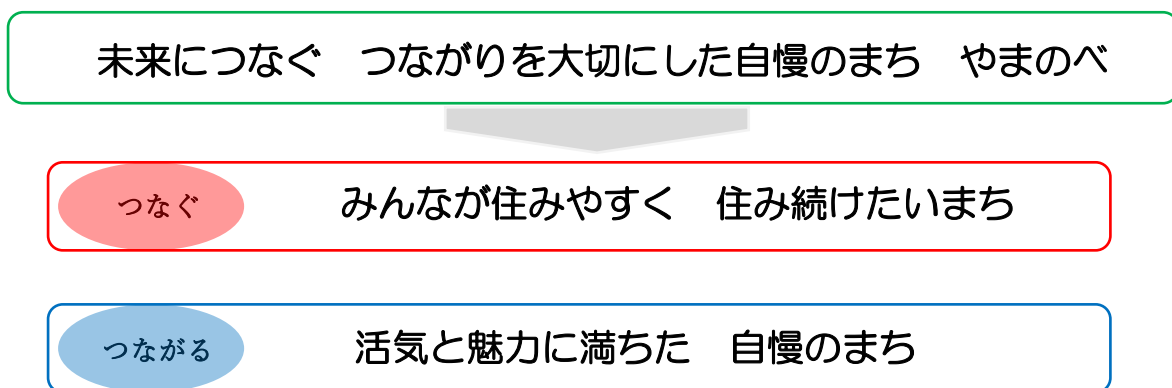 未来につなぐ　つながりを大切にした自慢のまち　やまのべ
つなぐ　みんなが住みやすく　住み続けたいまち
つながる　活気と魅力に満ちた　自慢のまち